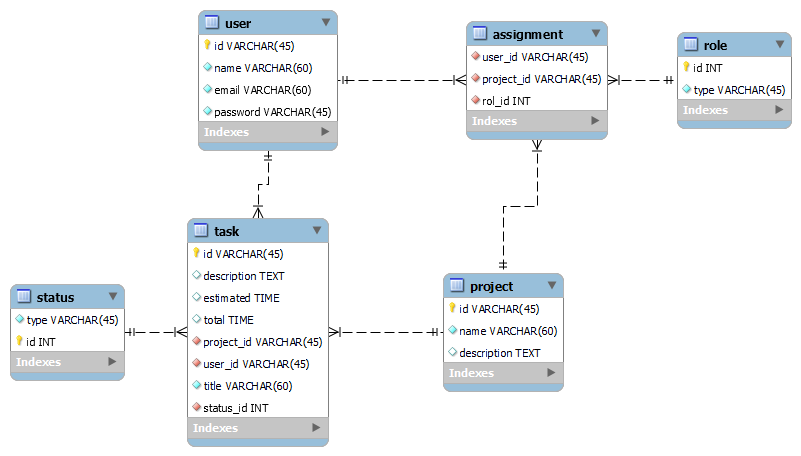 user
id VARCHAR(45)
name VARCHAR(60)
email VARCHAR(60)
password VARCHAR(45)
Indexes
assignment
user_id VARCHAR(45)
project_id VARCHAR(45)
rol_id INT
Indexes
role
id INT
type VARCHAR(45)
Indexes
task
id VARCHAR(45)
description TEXT
estimated TIME
total TIME
project_id VARCHAR(45)
user_id VARCHAR(45)
title VARCHAR(60)
status_id INT
Indexes
status
type VARCHAR(45)
id INT
Indexes
project
id VARCHAR(45)
name VARCHAR(60)
description TEXT
Indexes